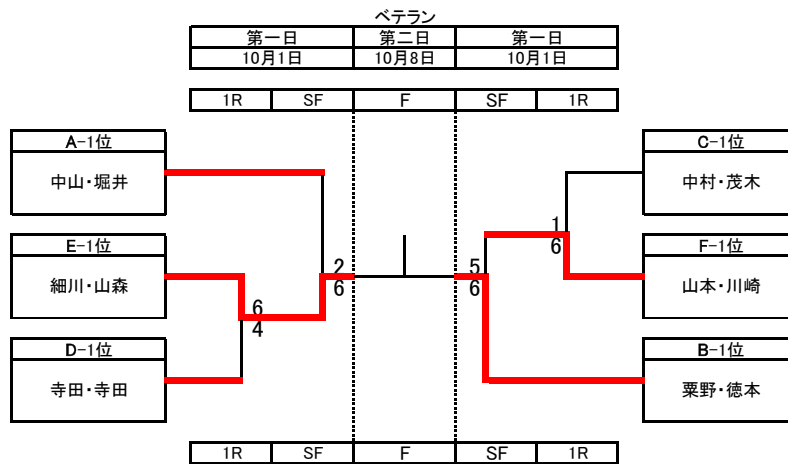 ベテラン
第一日 第二日 第一日
10月1日 10月8日 10月1日
1R SF F SF 1R
A-1位 C-1位
中山・堀井 中村・茂木
1
6
E-1位 F-1位
細川・山森 山本・川崎
2 5
6 6
6
4
D-1位 B-1位
寺田・寺田 粟野・徳本
1R SF F SF 1R